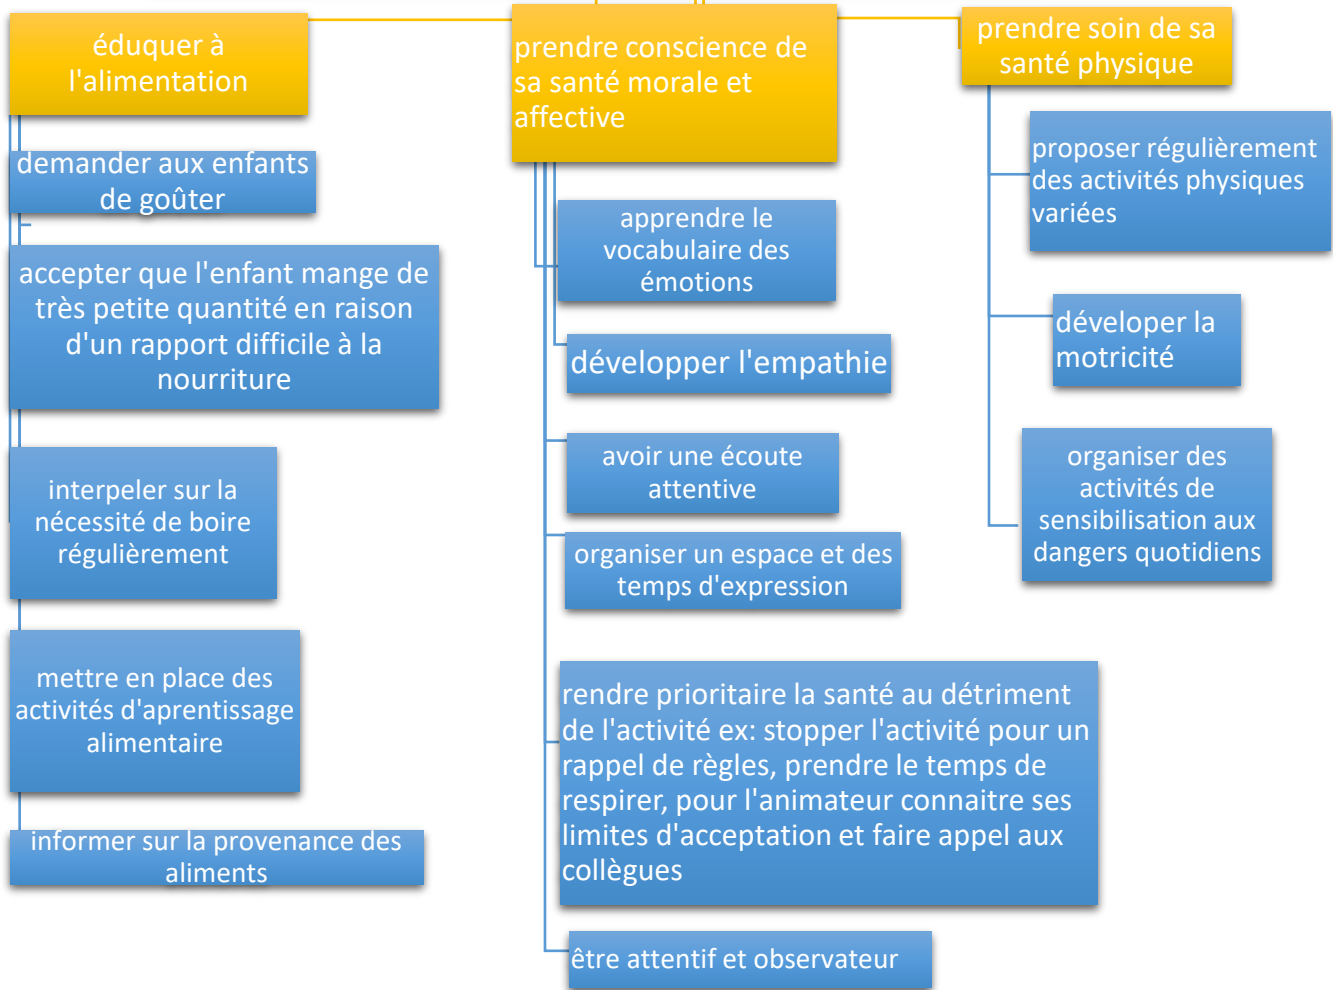 éduquer à
l'alimentation
demander aux enfants
de goûter
accepter que l'enfant mange de
très petite quantité en raison
d'un rapport difficile à la
nourriture
interpeler sur la
nécessité de boire
régulièrement
mettre en place des
activités d'aprentissage
alimentaire
informer sur la provenance des
aliments
prendre conscience de
sa santé morale et
affective
apprendre le
vocabulaire des
émotions
développer l'empathie
avoir une écoute
attentive
organiser un espace et des
temps d'expression
rendre prioritaire la santé au détriment
de l'activité ex: stopper l'activité pour un
rappel de règles, prendre le temps de
respirer, pour l'animateur connaitre ses
limites d'acceptation et faire appel aux
collègues
être attentif et observateur
prendre soin de sa
santé physique
proposer régulièrement
des activités physiques
variées
déveloper la
motricité
organiser des
activités de
sensibilisation aux
dangers quotidiens